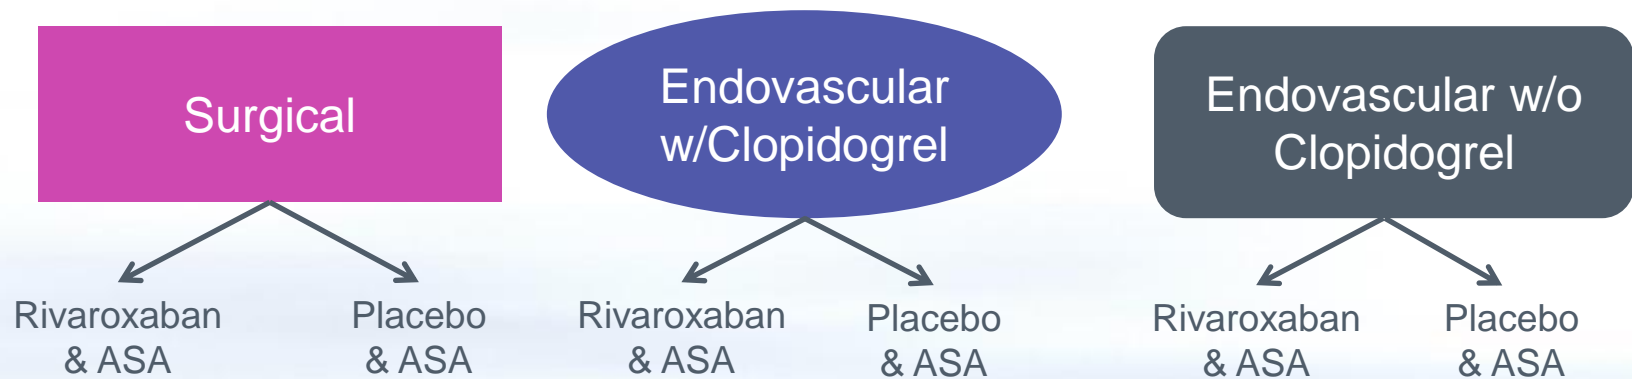 Surgical
Endovascular
w/Clopidogrel
Endovascular w/o
Clopidogrel
Rivaroxaban
& ASA
Placebo
& ASA
Rivaroxaban
& ASA
Placebo
& ASA
Rivaroxaban
& ASA
Placebo
& ASA